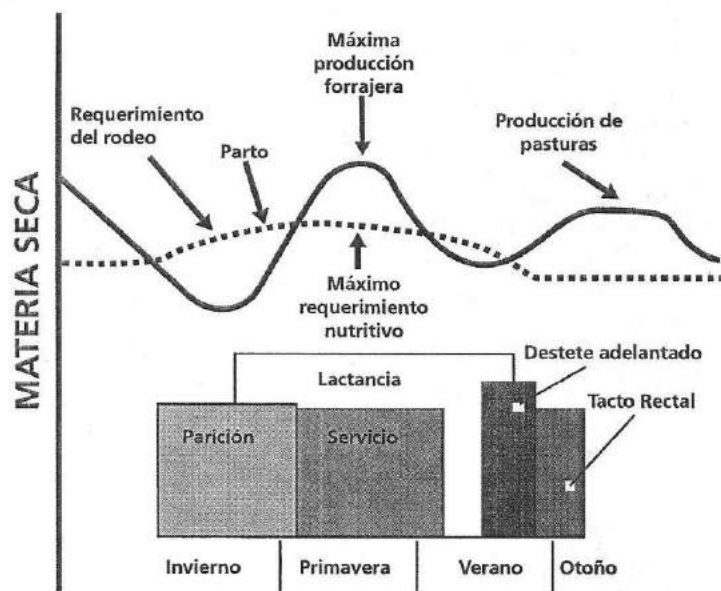 Máxima
producción
forrajera
Requerimiento
del rodeo
Parto
Producción de
pasturas
MATERIA SECA
Máximo
requerimiento
nutritivo
Destete adelantado
Lactancia
Tacto Rectal
Parición
Servicio
Invierno
Primavera
Verano
Otoño